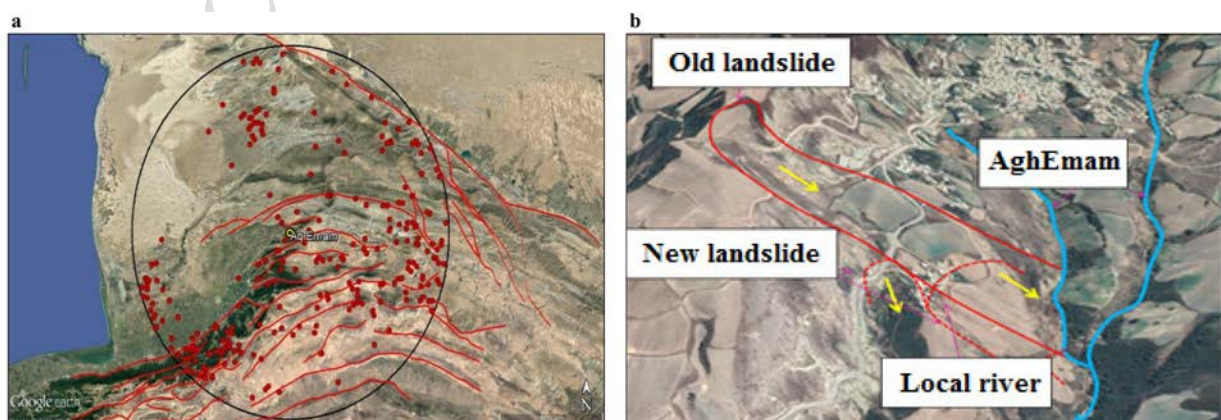 a
b
Old landslide
AghEmam
AghEmam
New landslide
Local river
Google earth
N